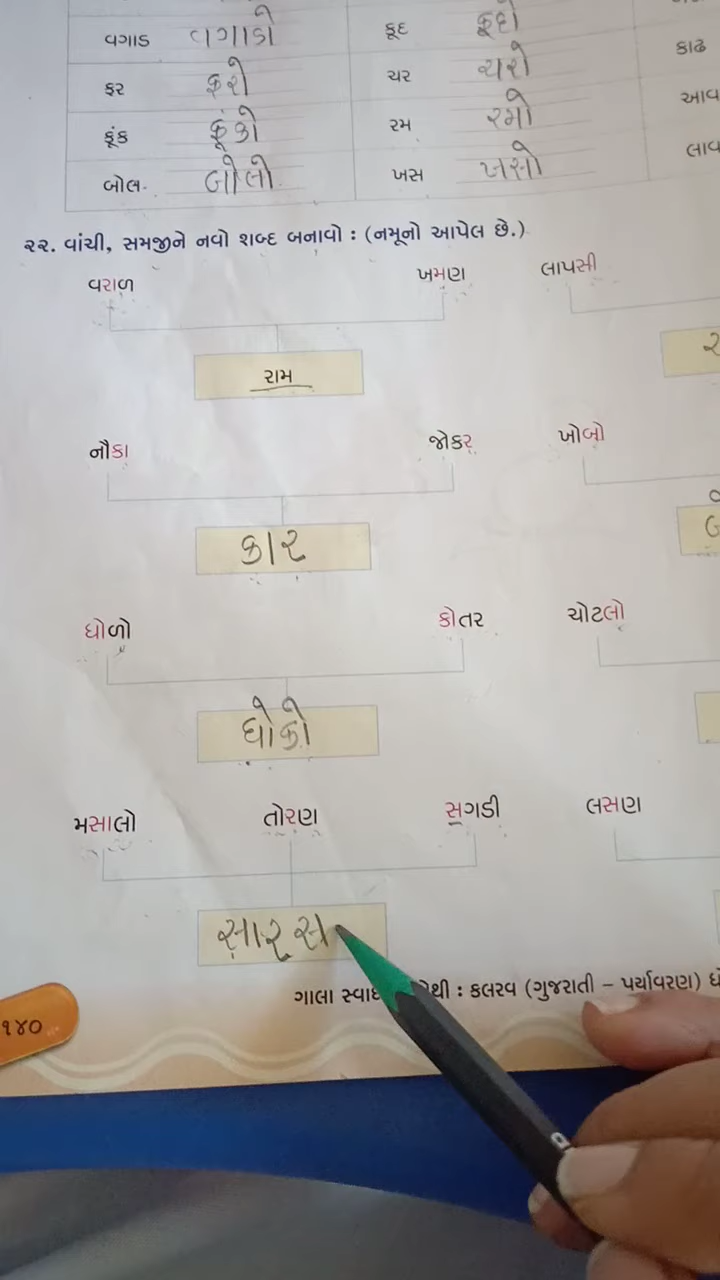 વગાડ વગાડો કૂદ કૂદો
ફર ફરો ચર ચરો કાઢ
ફૂંક ફૂંકો રમ રમો આવ
બોલ બોલો ખસ ખસો લાવ
૨૨. વાંચી, સમજીને નવો શબ્દ બનાવો : (નમૂનો આપેલ છે.)
વરાળ ખમણ લાપસી
રામ
નૌકા જોકર ખોબો
કાર
ધોળો કોતર ચોટલો
ધોકો
મસાલો તોરણ સગડી લસણ
સારસ
ગાલા : કલરવ (ગુજરાતી – પર્યાવરણ)
૧૪૦